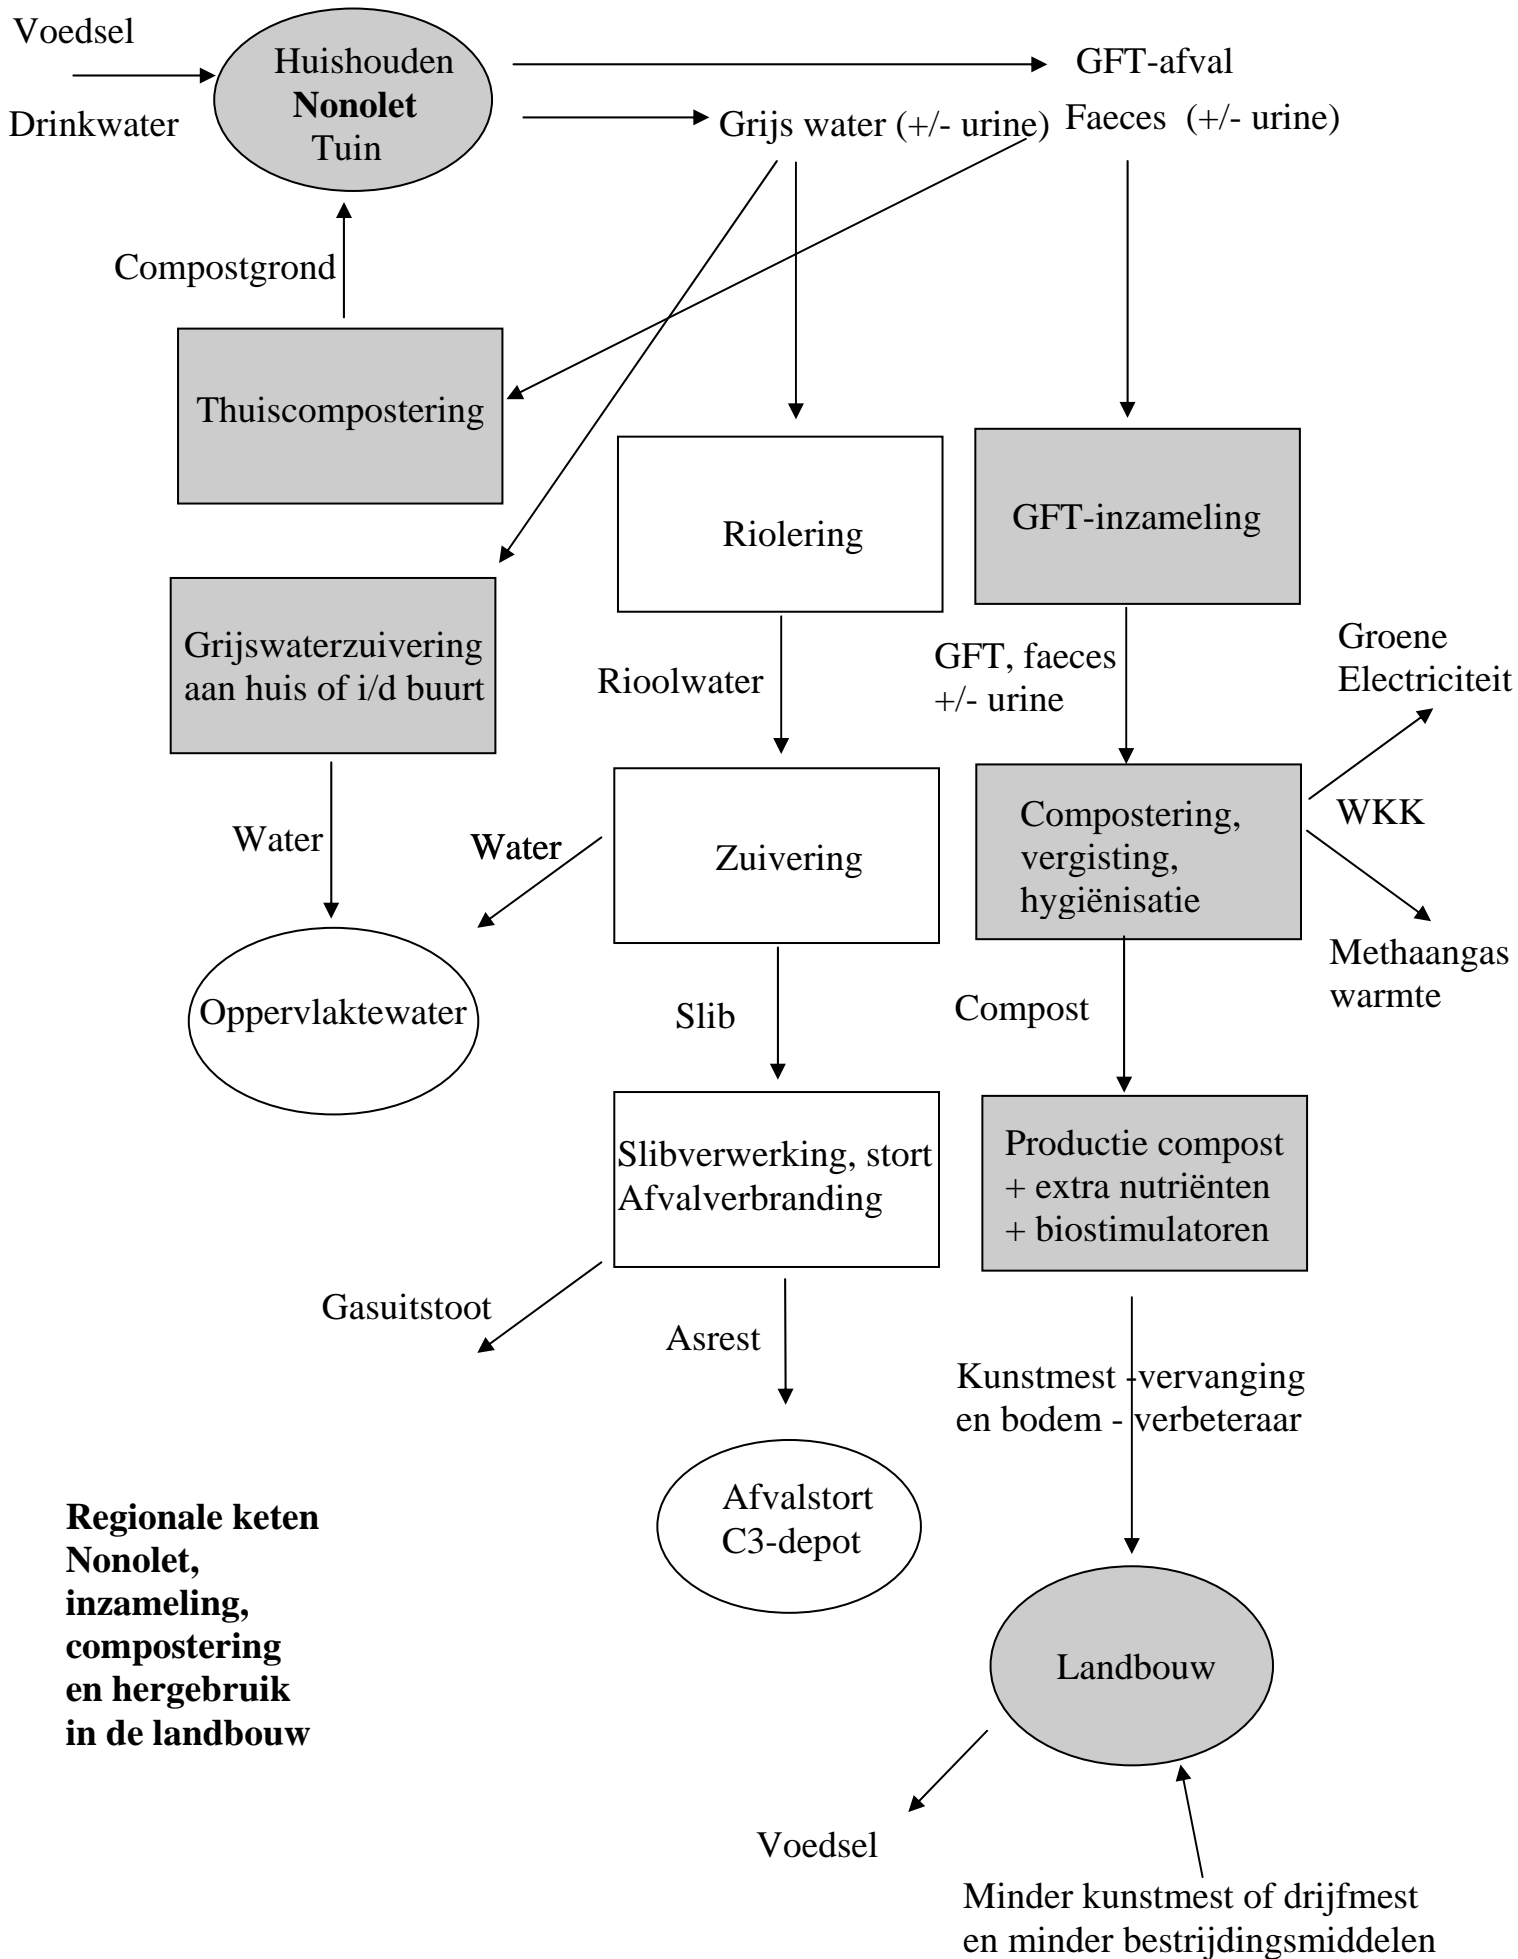 Voedsel
Drinkwater
Huishouden
Nonolet
Tuin
GFT-afval
Grijs water (+/- urine)
Faeces  (+/- urine)
Compostgrond
Thuiscompostering
Riolering
GFT-inzameling
Grijswaterzuivering
aan huis of i/d buurt
Rioolwater
GFT, faeces
+/- urine
Groene
Electriciteit
Water
Water
Zuivering
Compostering,
vergisting,
hygiënisatie
WKK
Methaangas
warmte
Oppervlaktewater
Slib
Compost
Slibverwerking, stort
Afvalverbranding
Productie compost
+ extra nutriënten
+ biostimulatoren
Gasuitstoot
Asrest
Kunstmest -vervanging
en bodem - verbeteraar
Afvalstort
C3-depot
Regionale keten
Nonolet,
inzameling,
compostering
en hergebruik
in de landbouw
Landbouw
Voedsel
Minder kunstmest of drijfmest
en minder bestrijdingsmiddelen